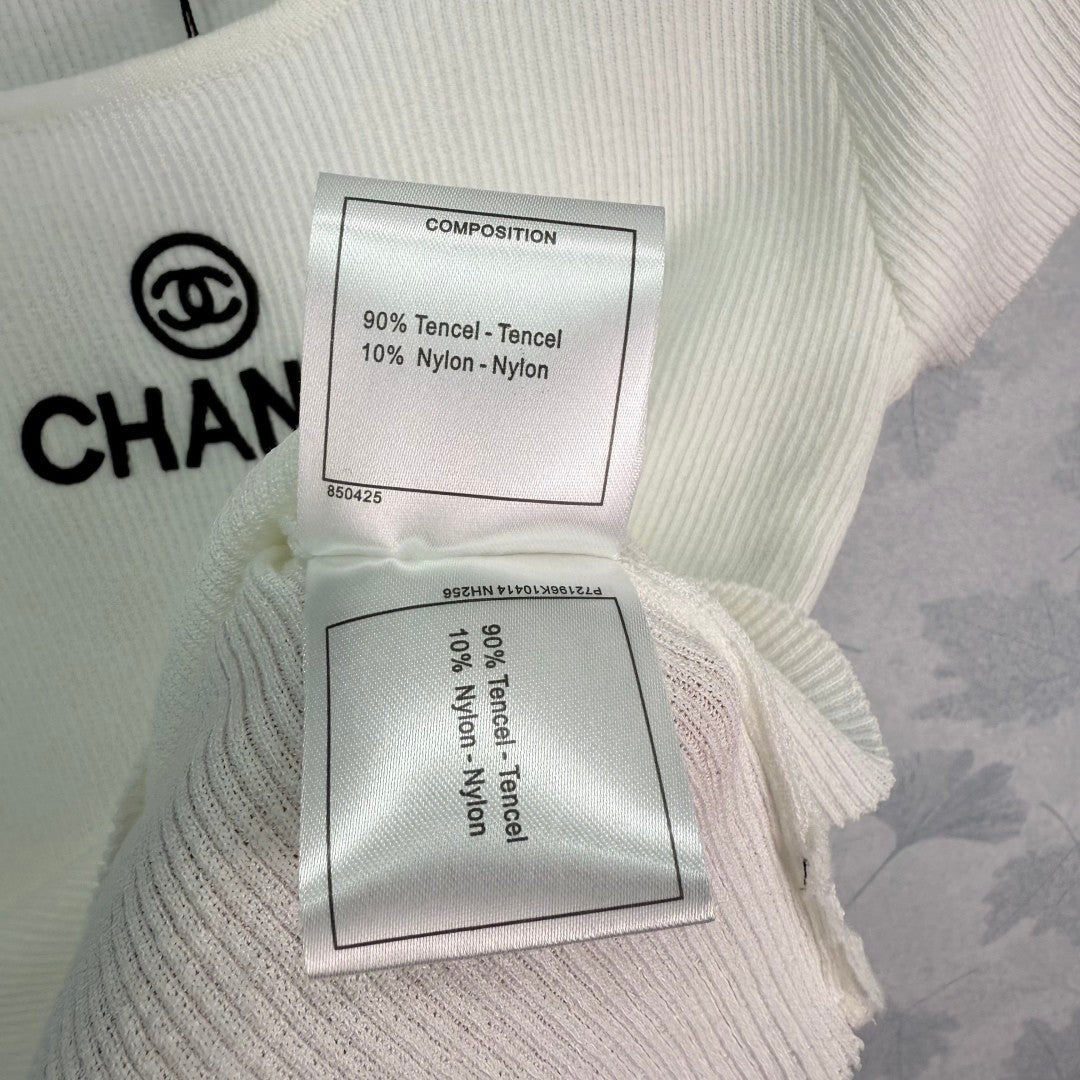 CHAN
COMPOSITION
90% Tencel - Tencel
10% Nylon - Nylon
850425
P72196K10414 NH256
90% Tencel - Tencel
10% Nylon - Nylon